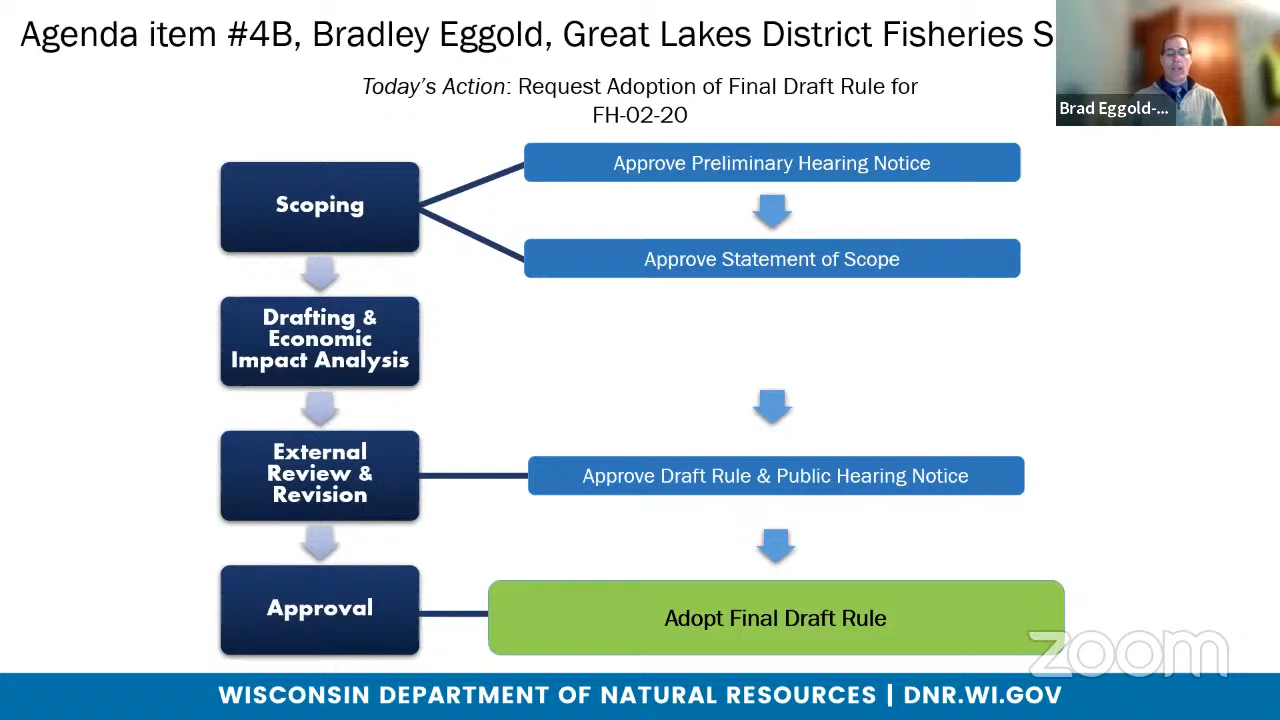 Agenda item #4B, Bradley Eggold, Great Lakes District Fisheries S
Today's Action: Request Adoption of Final Draft Rule for
FH-02-20
Brad Eggold-...
Scoping
Approve Preliminary Hearing Notice
Approve Statement of Scope
Drafting &
Economic
Impact Analysis
External
Review &
Revision
Approve Draft Rule & Public Hearing Notice
Approval
Adopt Final Draft Rule
zoom
WISCONSIN DEPARTMENT OF NATURAL RESOURCES | DNR.WI.GOV